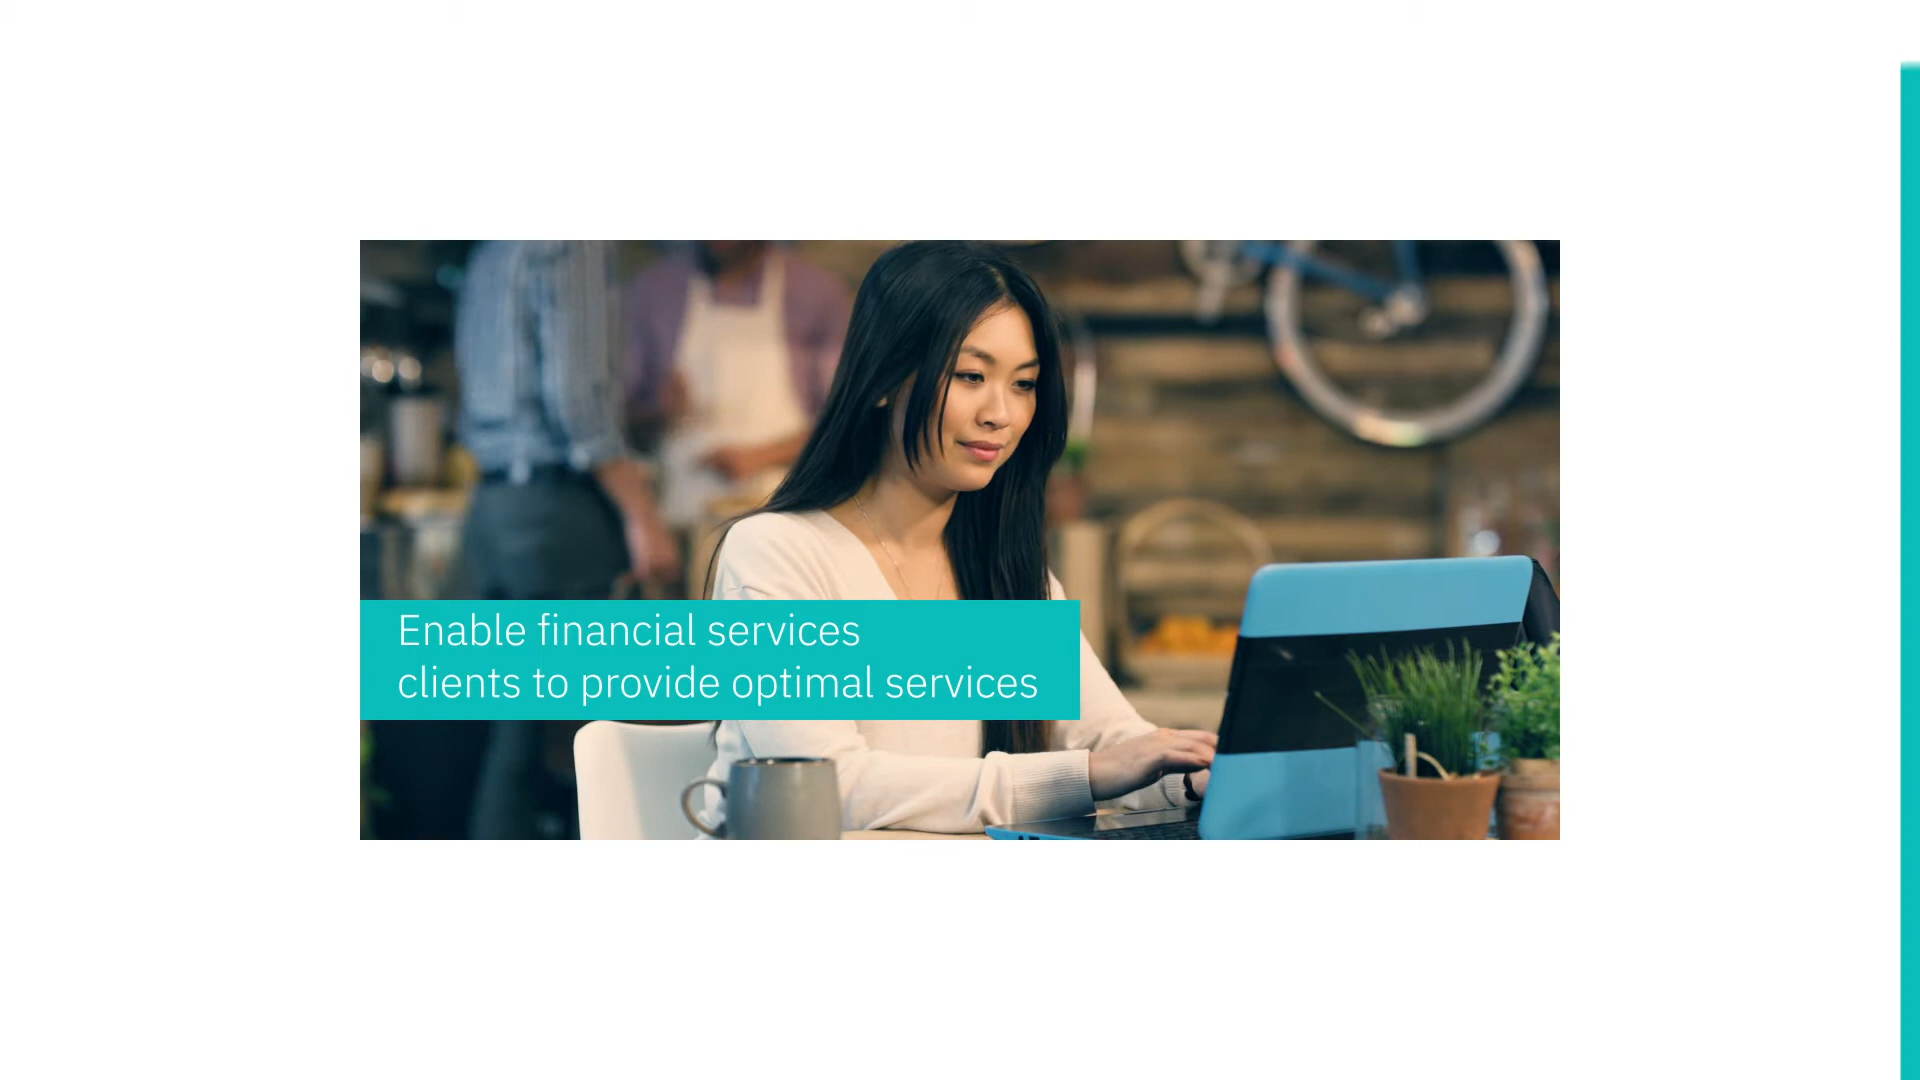 Enable financial services
clients to provide optimal services